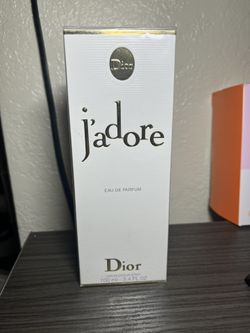 Dior
j'adore
EAU DE PARFUM
Dior
100 ml - 3.4 FL. OZ